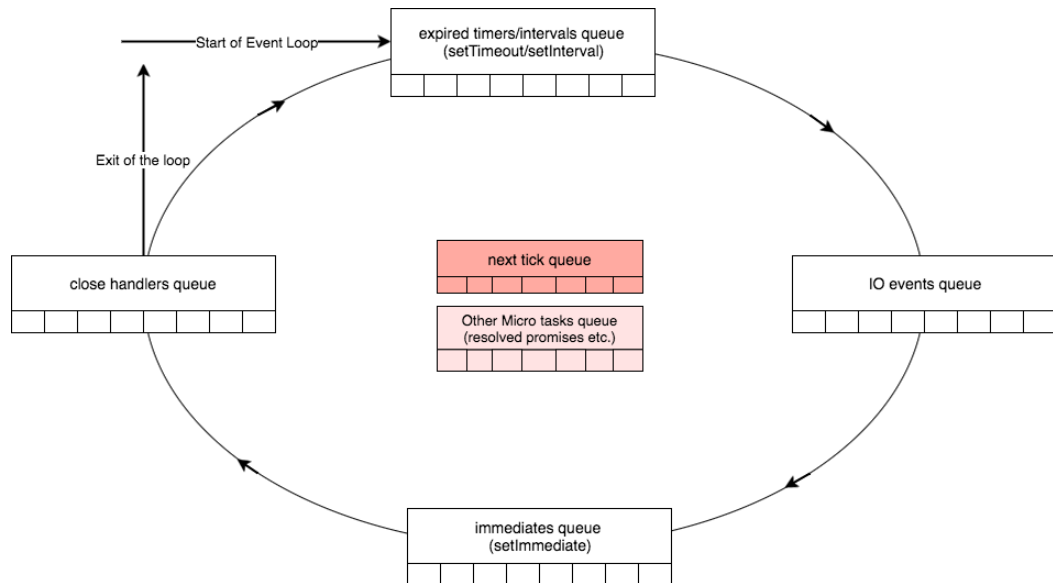 expired timers/intervals queue
(setTimeout/setInterval)
Start of Event Loop
Exit of the loop
next tick queue
close handlers queue
IO events queue
Other Micro tasks queue
(resolved promises etc.)
immediates queue
(setImmediate)